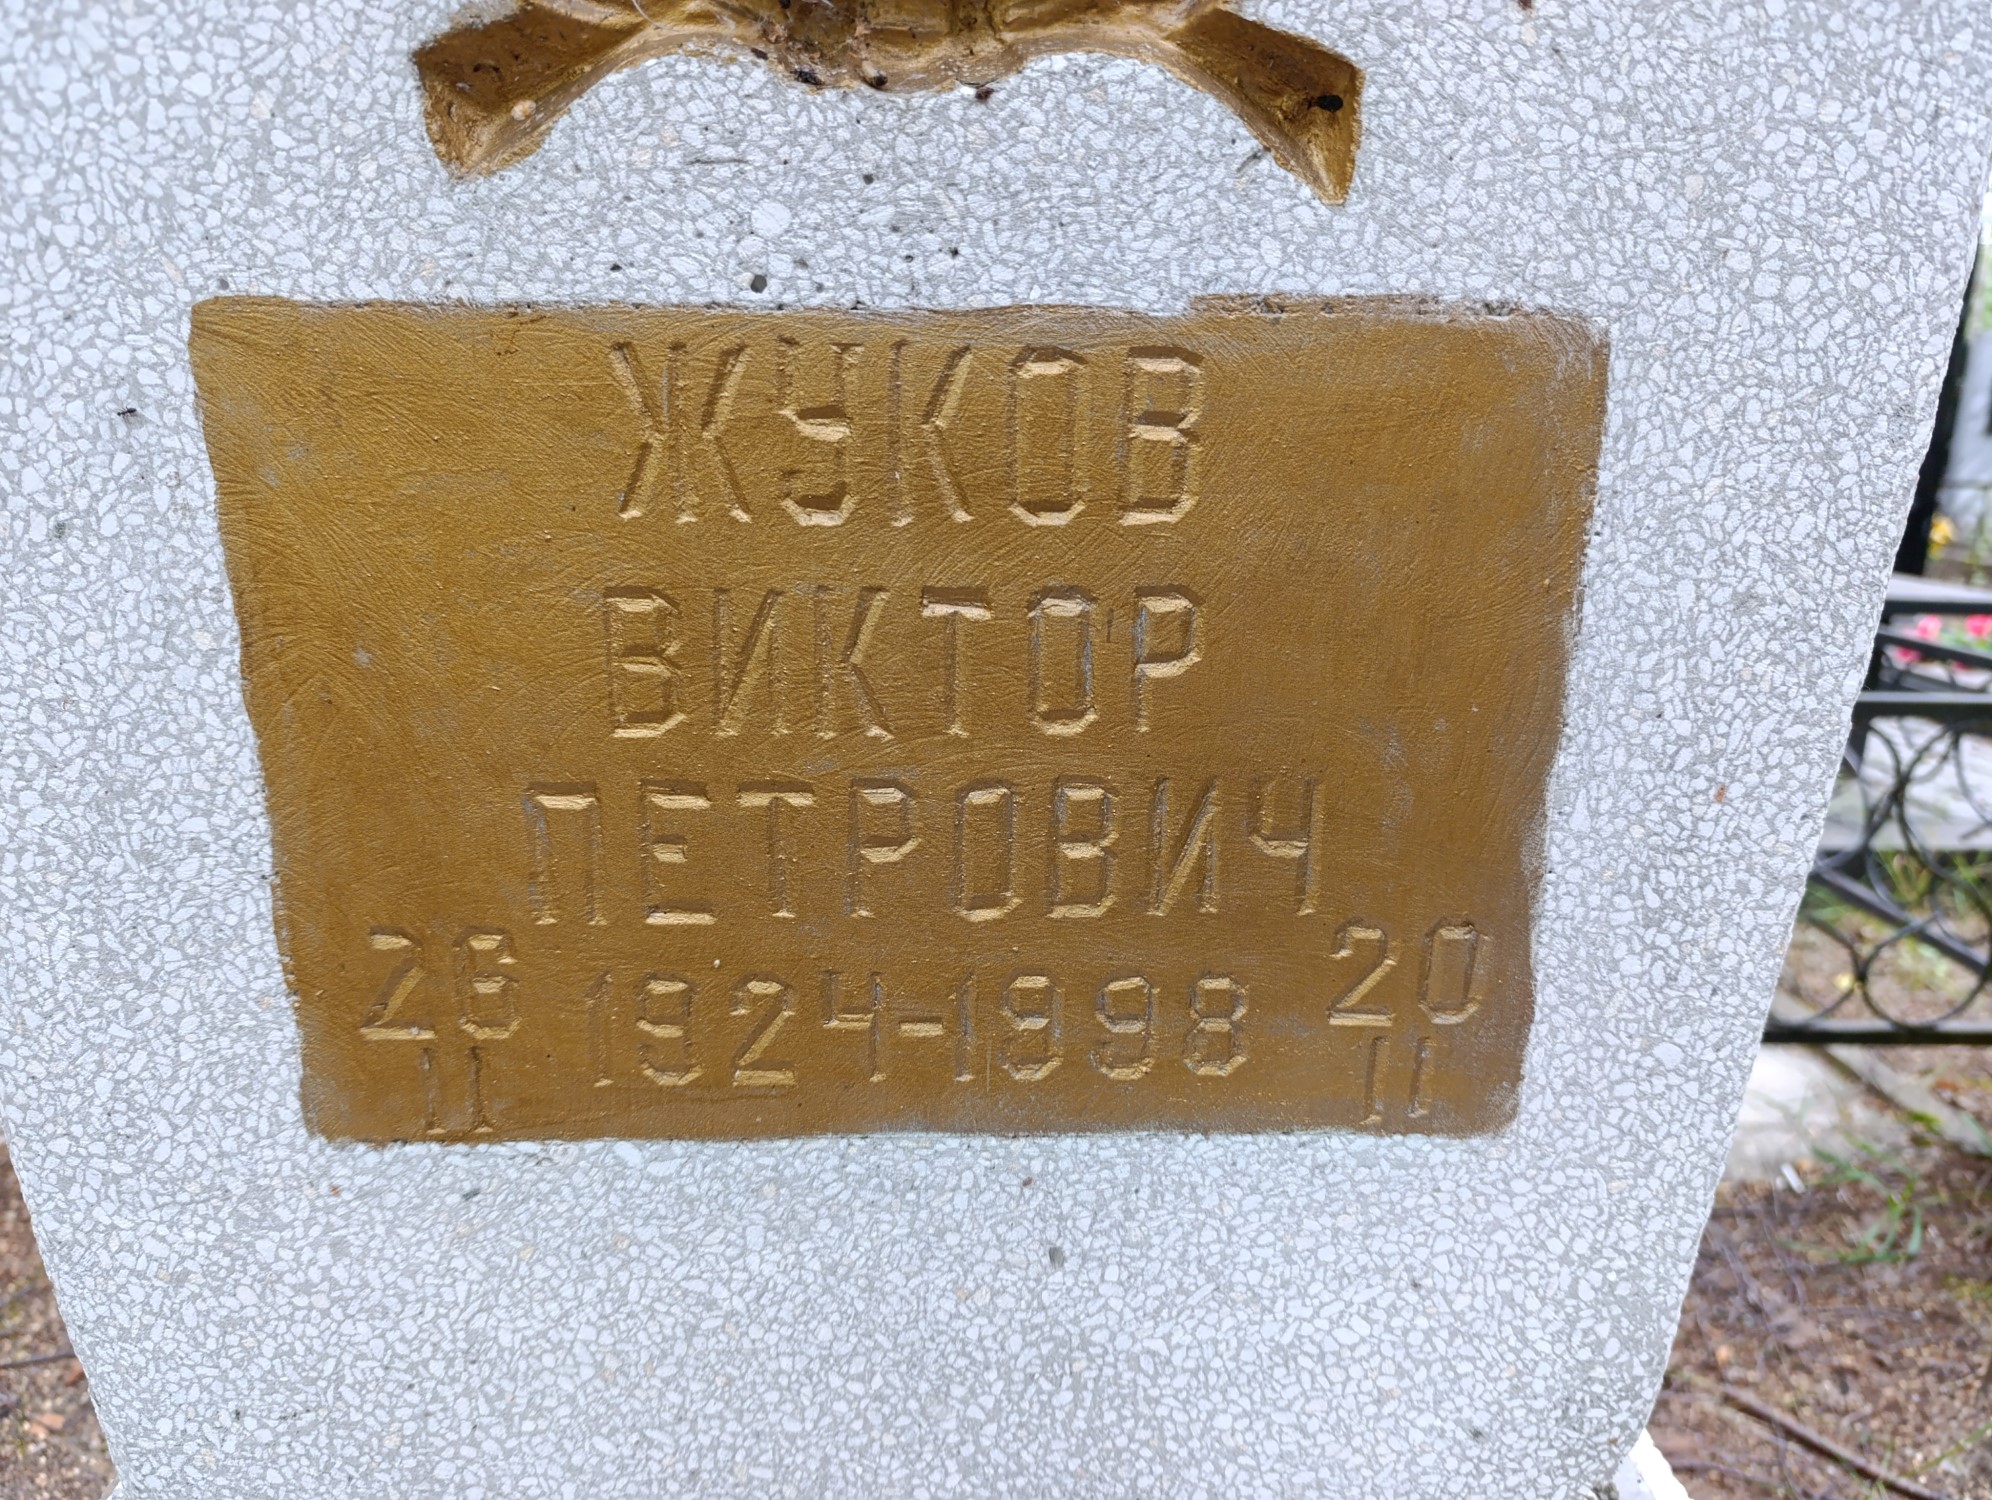 ЖУКОВ
ВИКТОР
ПЕТРОВИЧ
26 1924-1998 20
II II